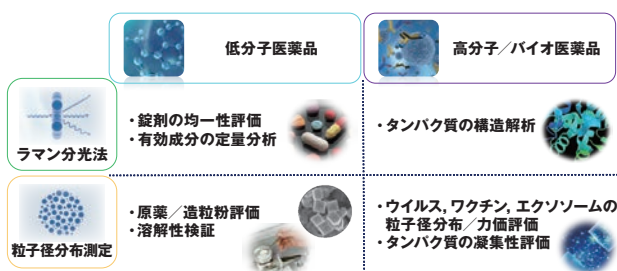 低分子医薬品
高分子／バイオ医薬品
ラマン分光法
・錠剤の均一性評価
・有効成分の定量分析
・タンパク質の構造解析
粒子径分布測定
・原薬／造粒粉評価
・溶解性検証
・ウイルス，ワクチン，エクソソームの
粒子径分布／力価評価
・タンパク質の凝集性評価